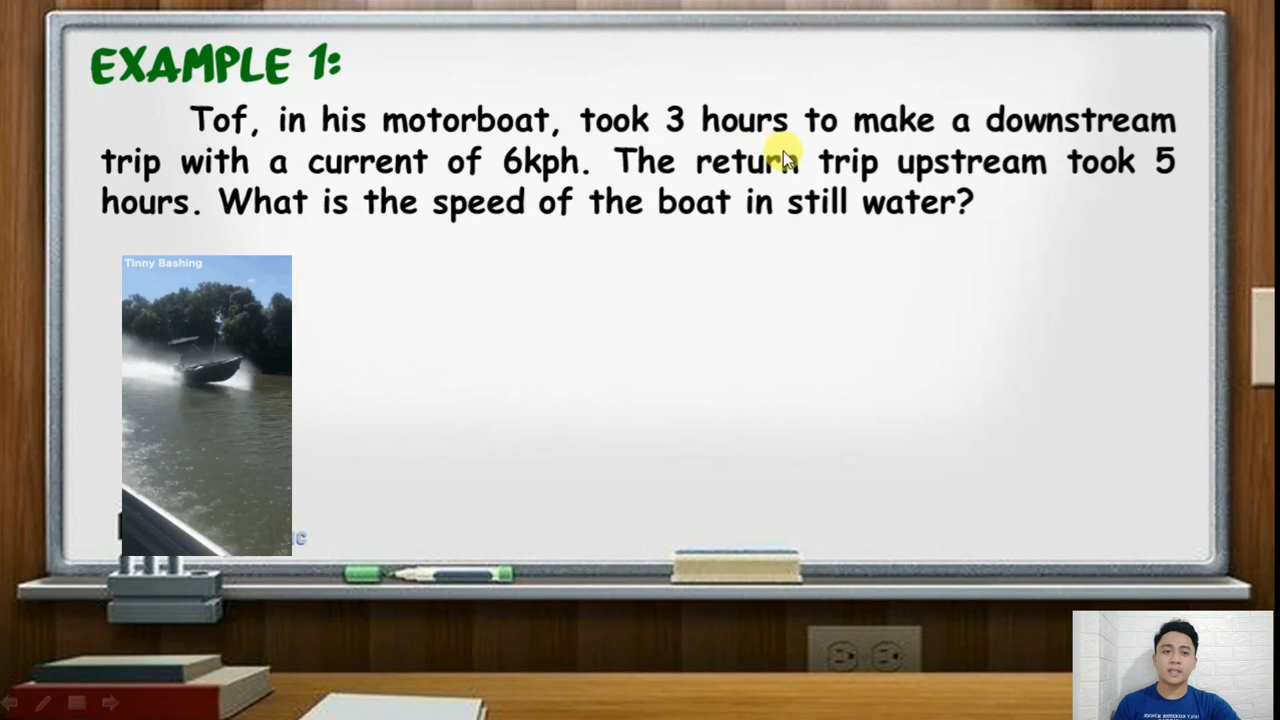 EXAMPLE 1:
Tof, in his motorboat, took 3 hours to make a downstream
trip with a current of 6kph. The return trip upstream took 5
hours. What is the speed of the boat in still water?
Tinny Bashing